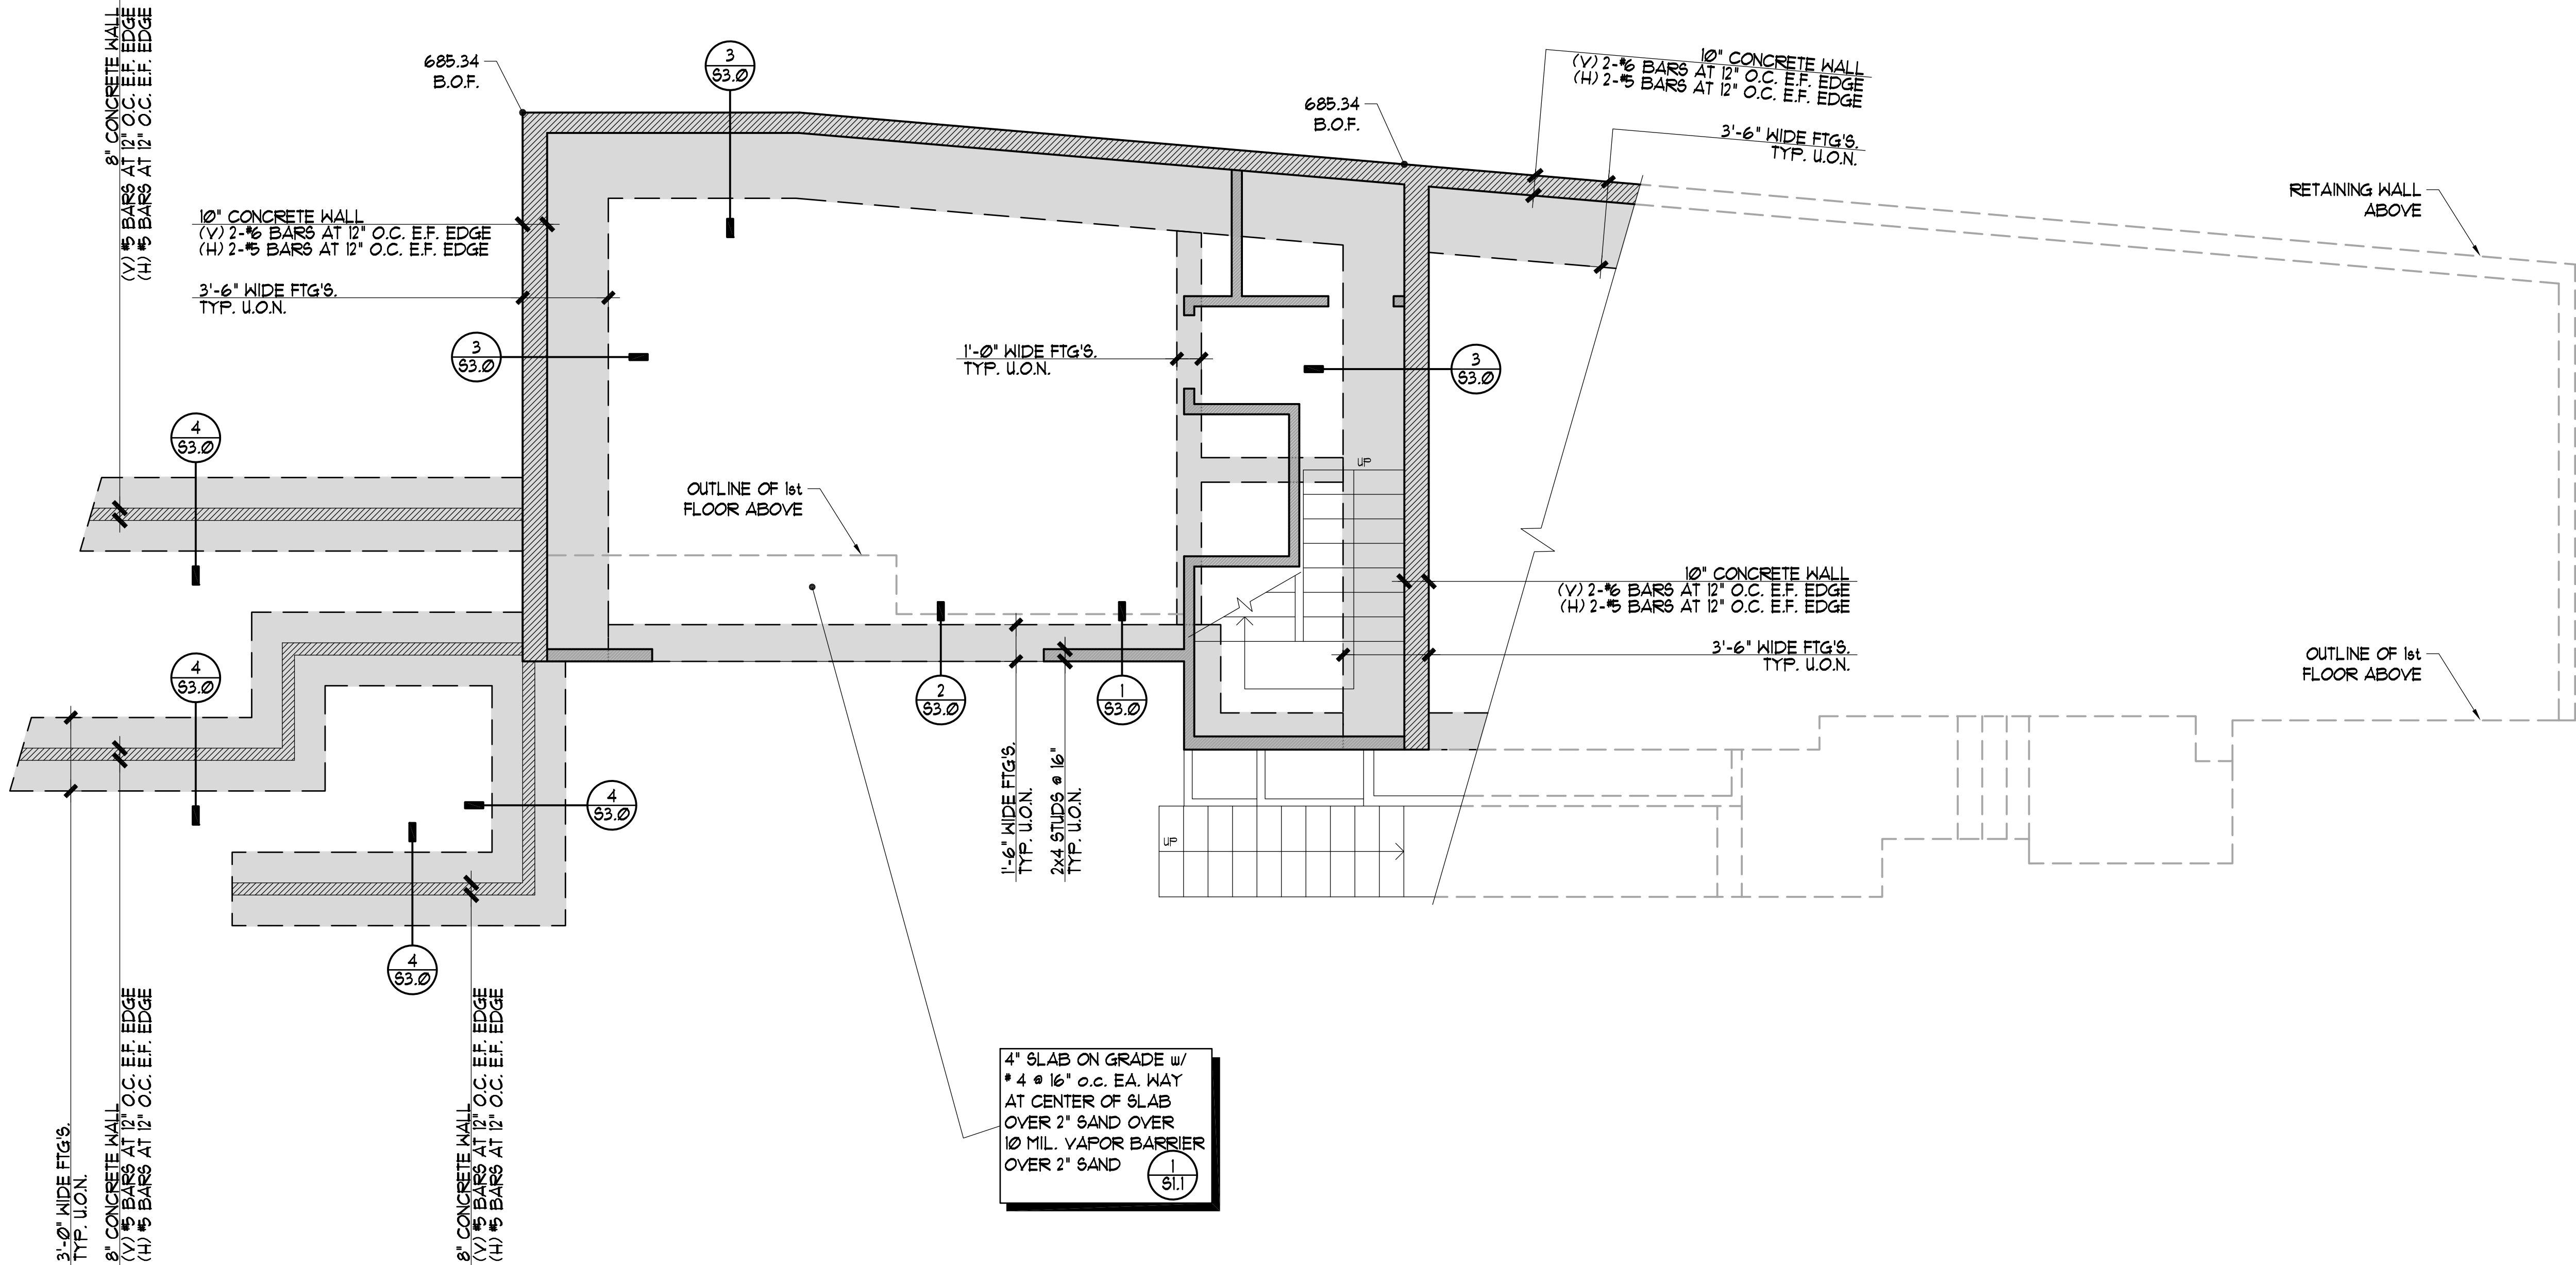 8" CONCRETE WALL
(V) #5 BARS AT 12" O.C. E.F. EDGE
(H) #5 BARS AT 12" O.C. E.F. EDGE
685.34
B.O.F.
3
S3.0
685.34
B.O.F.
10" CONCRETE WALL
(V) 2-#6 BARS AT 12" O.C. E.F. EDGE
(H) 2-#5 BARS AT 12" O.C. E.F. EDGE
3'-6" WIDE FTG'S.
TYP. U.O.N.
RETAINING WALL
ABOVE
10" CONCRETE WALL
(V) 2-#6 BARS AT 12" O.C. E.F. EDGE
(H) 2-#5 BARS AT 12" O.C. E.F. EDGE
3'-6" WIDE FTG'S.
TYP. U.O.N.
3
S3.0
1'-0" WIDE FTG'S.
TYP. U.O.N.
3
S3.0
4
S3.0
UP
OUTLINE OF 1st
FLOOR ABOVE
10" CONCRETE WALL
(V) 2-#6 BARS AT 12" O.C. E.F. EDGE
(H) 2-#5 BARS AT 12" O.C. E.F. EDGE
3'-6" WIDE FTG'S.
TYP. U.O.N.
OUTLINE OF 1st
FLOOR ABOVE
4
S3.0
2
S3.0
1
S3.0
4
S3.0
1'-6" WIDE FTG'S.
TYP. U.O.N.
2x4 STUDS @ 16"
TYP. U.O.N.
UP
4
S3.0
3'-0" WIDE FTG'S.
TYP. U.O.N.
8" CONCRETE WALL
(V) #5 BARS AT 12" O.C. E.F. EDGE
(H) #5 BARS AT 12" O.C. E.F. EDGE
8" CONCRETE WALL
(V) #5 BARS AT 12" O.C. E.F. EDGE
(H) #5 BARS AT 12" O.C. E.F. EDGE
4" SLAB ON GRADE w/
# 4 @ 16" o.c. EA. WAY
AT CENTER OF SLAB
OVER 2" SAND OVER
10 MIL. VAPOR BARRIER
OVER 2" SAND
1
S1.1